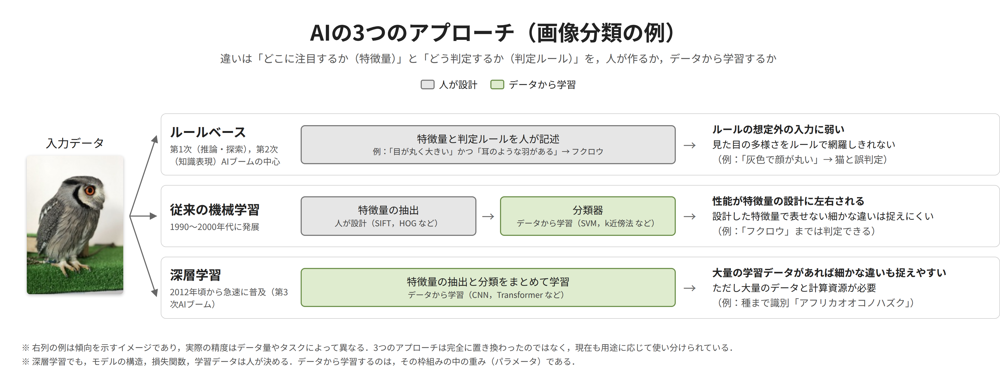 AIの3つのアプローチ（画像分類の例）
違いは「どこに注目するか（特徴量）」と「どう判定するか（判定ルール）」を，人が作るか，データから学習するか
人が設計
データから学習
入力データ
ルールベース
第1次（推論・探索），第2次
（知識表現）AIブームの中心
特徴量と判定ルールを人が記述
例：「目が丸く大きい」かつ「耳のような羽がある」→ フクロウ
→
ルールの想定外の入力に弱い
見た目の多様さをルールで網羅しきれない
（例：「灰色で顔が丸い」→ 猫と誤判定）
従来の機械学習
1990〜2000年代に発展
特徴量の抽出
人が設計（SIFT，HOG など）
→
分類器
データから学習（SVM，k近傍法 など）
→
性能が特徴量の設計に左右される
設計した特徴量で表せない細かな違いは捉えにくい
（例：「フクロウ」までは判定できる）
深層学習
2012年頃から急速に普及（第3
次AIブーム）
特徴量の抽出と分類をまとめて学習
データから学習（CNN，Transformer など）
→
大量の学習データがあれば細かな違いも捉えやすい
ただし大量のデータと計算資源が必要
（例：種まで識別「アフリカオオコノハズク」）
※ 右列の例は傾向を示すイメージであり，実際の精度はデータ量やタスクによって異なる．3つのアプローチは完全に置き換わったのではなく，現在も用途に応じて使い分けられている．
※ 深層学習でも，モデルの構造，損失関数，学習データは人が決める．データから学習するのは，その枠組みの中の重み（パラメータ）である．